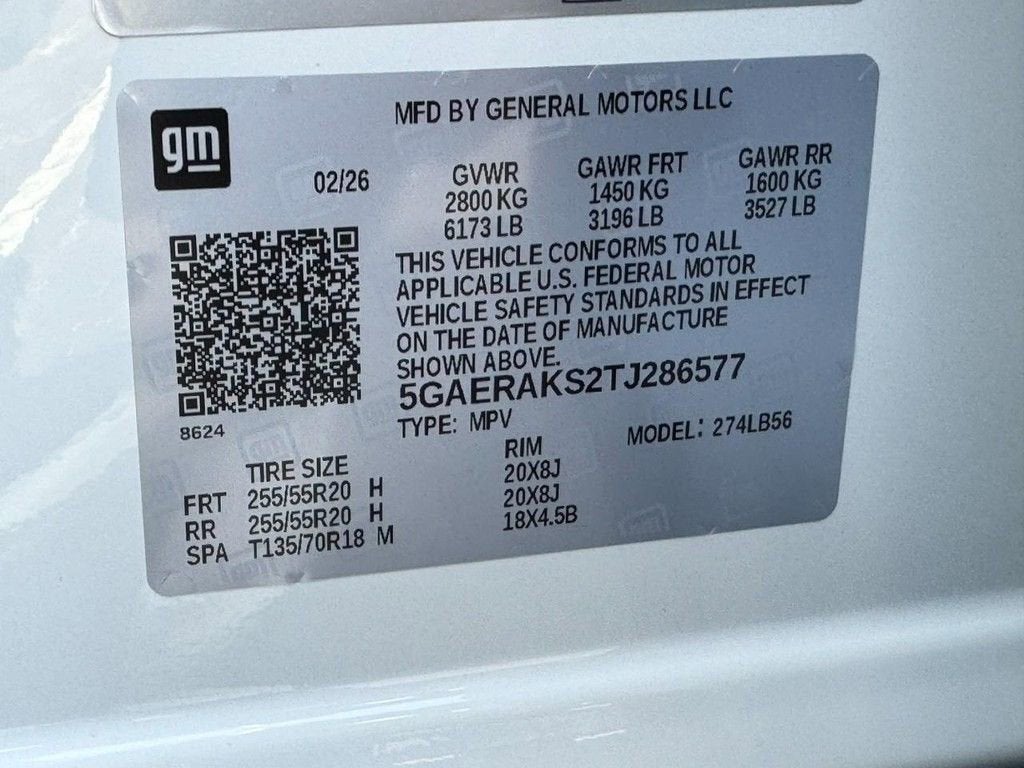 gm
MFD BY GENERAL MOTORS LLC
02/26
GVWR GAWR FRT GAWR RR
2800 KG 1450 KG 1600 KG
6173 LB 3196 LB 3527 LB
THIS VEHICLE CONFORMS TO ALL
APPLICABLE U.S. FEDERAL MOTOR
VEHICLE SAFETY STANDARDS IN EFFECT
ON THE DATE OF MANUFACTURE
SHOWN ABOVE.
5GAERAKS2TJ286577
8624
TYPE: MPV MODEL: 274LB56
TIRE SIZE RIM
FRT 255/55R20 H 20X8J
RR 255/55R20 H 20X8J
SPA T135/70R18 M 18X4.5B